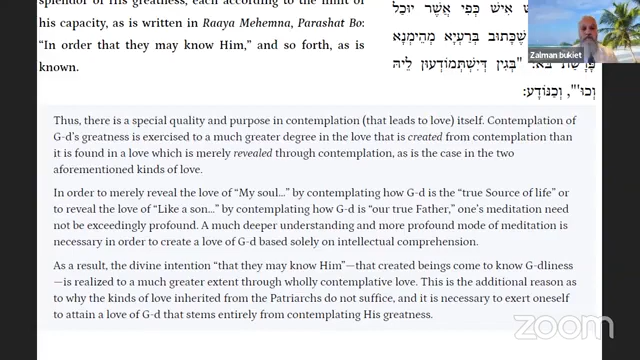 splendor of His greatness, each according to the limit of
his capacity, as is written in Raaya Mehemna, Parashat Bo:
“In order that they may know Him,” and so forth, as is
known.
אִישׁ כְּפִי אֲשֶׁר יוּכַל
שֶׁכָּתוּב בְּרַעְיָא מְהֵימְנָא
פָּרָשַׁת בֹּא: "בְּגִין דְּיִשְׁתְּמוֹדְעוּן לֵיהּ
וְכוּ'", וְכַנּוֹדָע:
Zalman bukiet
Thus, there is a special quality and purpose in contemplation (that leads to love) itself. Contemplation of
G-d’s greatness is exercised to a much greater degree in the love that is created from contemplation than
it is found in a love which is merely revealed through contemplation, as is the case in the two
aforementioned kinds of love.
In order to merely reveal the love of “My soul...” by contemplating how G-d is the “true Source of life” or
to reveal the love of “Like a son...” by contemplating how G-d is “our true Father,” one’s meditation need
not be exceedingly profound. A much deeper understanding and more profound mode of meditation is
necessary in order to create a love of G-d based solely on intellectual comprehension.
As a result, the divine intention “that they may know Him”—that created beings come to know G-dliness
—is realized to a much greater extent through wholly contemplative love. This is the additional reason as
to why the kinds of love inherited from the Patriarchs do not suffice, and it is necessary to exert oneself
to attain a love of G-d that stems entirely from contemplating His greatness.
zoom